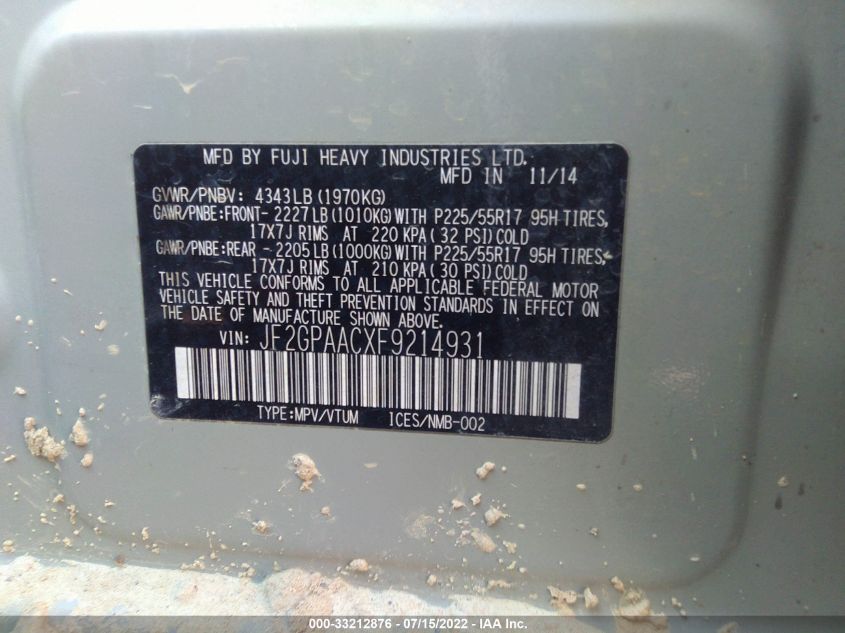 MFD BY FUJI HEAVY INDUSTRIES LTD.
MFD IN 11/14
GVWR/PNBV: 4343LB (1970KG)
GAWR/PNBE:FRONT- 2227LB (1010KG) WITH P225/55R17 95H TIRES,
17X7J RIMS AT 220 KPA( 32 PSI) COLD
GAWR/PNBE:REAR - 2205LB (1000KG) WITH P225/55R17 95H TIRES,
17X7J RIMS AT 210 KPA( 30 PSI) COLD
THIS VEHICLE CONFORMS TO ALL APPLICABLE FEDERAL MOTOR
VEHICLE SAFETY AND THEFT PREVENTION STANDARDS IN EFFECT ON
THE DATE OF MANUFACTURE SHOWN ABOVE.
VIN: JF2GPAACXF9214931
TYPE:MPV/VTUM ICES/NMB-002
000-33212876 - 07/15/2022 - IAA Inc.